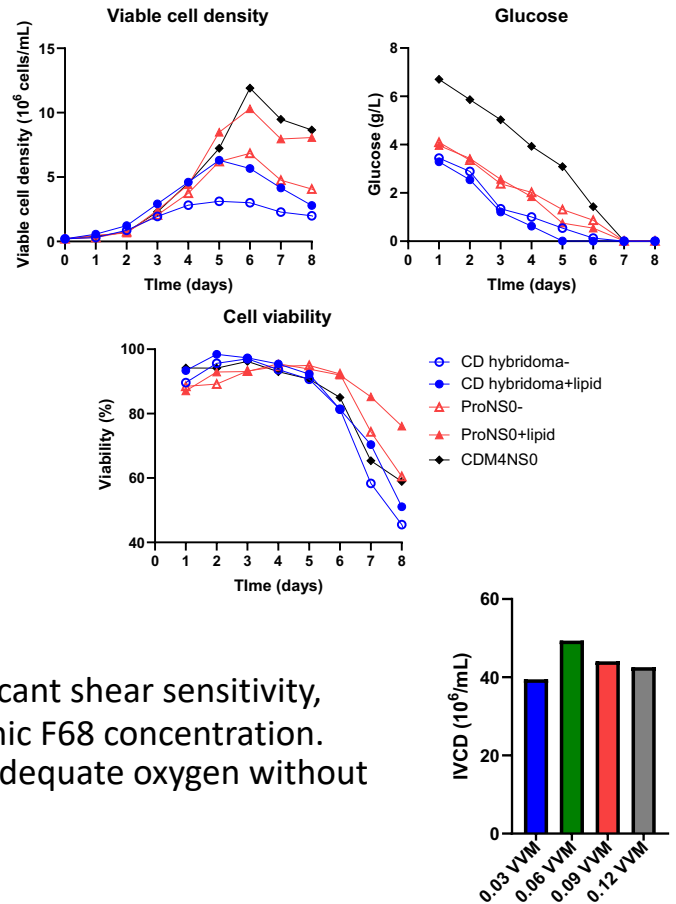 Viable cell density
Viable cell density (10⁶ cells/mL)
15
10
5
0
0 1 2 3 4 5 6 7 8
TIme (days)
Glucose
Glucose (g/L)
8
6
4
2
0
0 1 2 3 4 5 6 7 8
TIme (days)
Cell viability
Viability (%)
100
80
60
40
0 1 2 3 4 5 6 7 8
TIme (days)
CD hybridoma-
CD hybridoma+lipid
ProNS0-
ProNS0+lipid
CDM4NS0
icant shear sensitivity,
nic F68 concentration.
dequate oxygen without
IVCD (10⁶/mL)
60
40
20
0
0.03 VVM
0.06 VVM
0.09 VVM
0.12 VVM